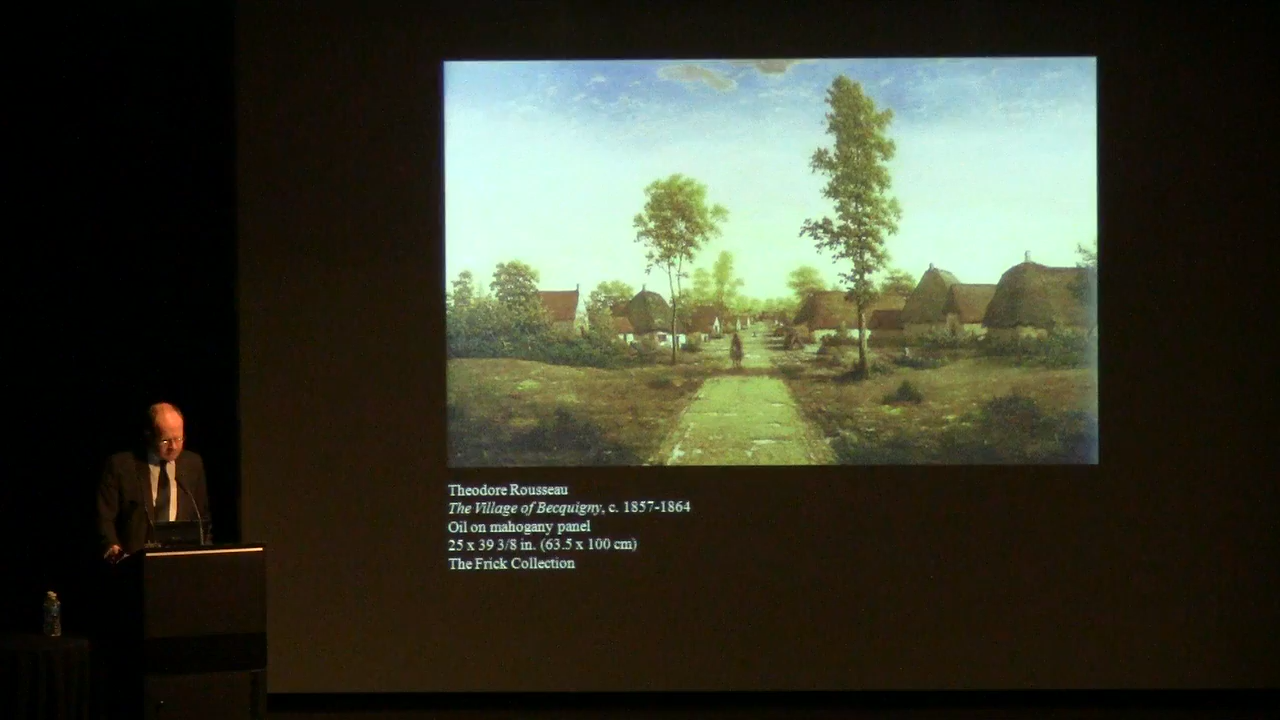 Theodore Rousseau
The Village of Becquigny, c. 1857-1864
Oil on mahogany panel
25 x 39 3/8 in. (63.5 x 100 cm)
The Frick Collection